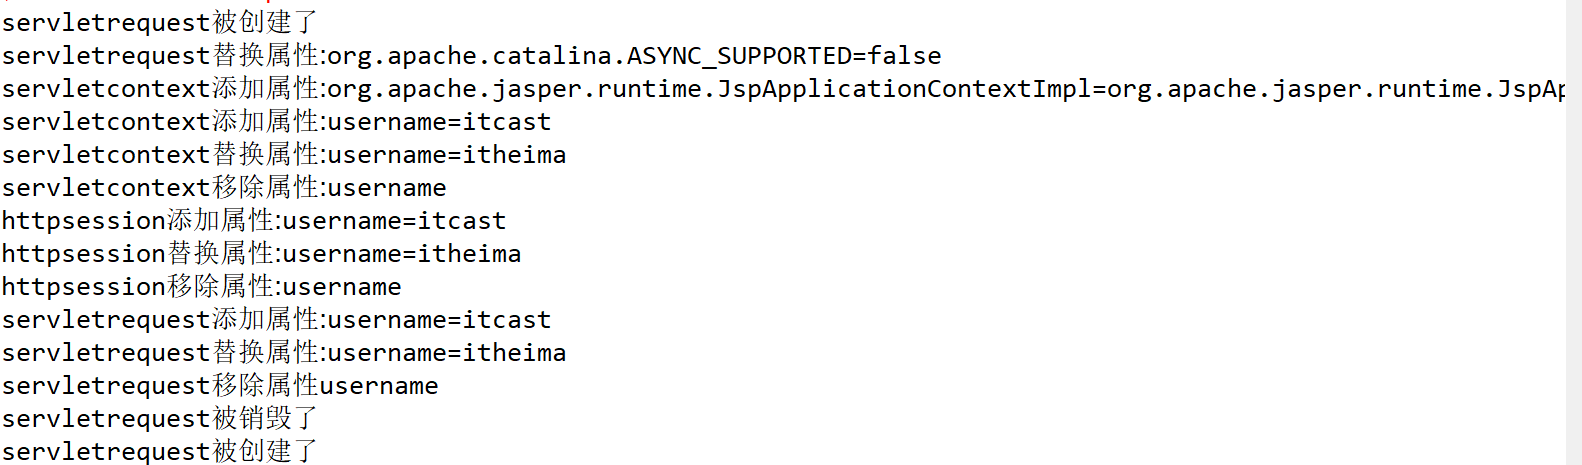 servletrequest被创建了
servletrequest替换属性:org.apache.catalina.ASYNC_SUPPORTED=false
servletcontext添加属性:org.apache.jasper.runtime.JspApplicationContextImpl=org.apache.jasper.runtime.JspAp
servletcontext添加属性:username=itcast
servletcontext替换属性:username=itheima
servletcontext移除属性:username
httpsession添加属性:username=itcast
httpsession替换属性:username=itheima
httpsession移除属性:username
servletrequest添加属性:username=itcast
servletrequest替换属性:username=itheima
servletrequest移除属性username
servletrequest被销毁了
servletrequest被创建了